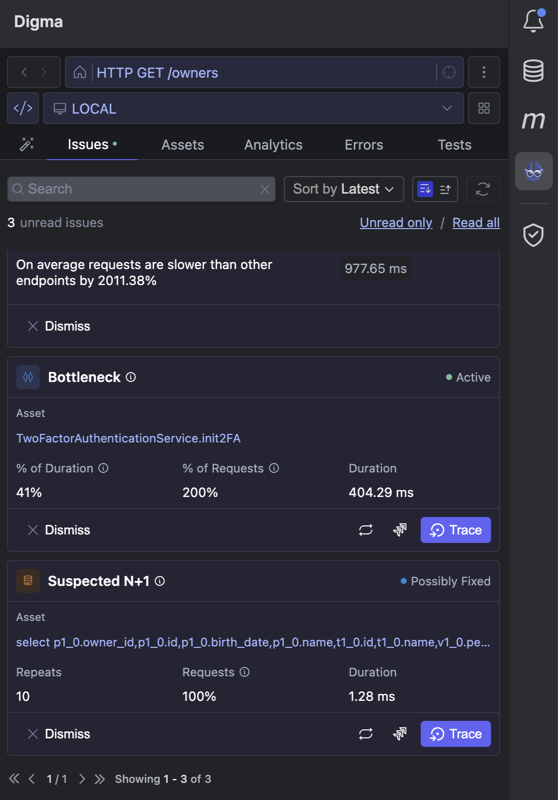 Digma
HTTP GET /owners
</> LOCAL
Issues Assets Analytics Errors Tests
Search Sort by Latest
3 unread issues Unread only / Read all
On average requests are slower than other
endpoints by 2011.38% 977.65 ms
Dismiss
Bottleneck Active
Asset
TwoFactorAuthenticationService.init2FA
% of Duration % of Requests Duration
41% 200% 404.29 ms
Dismiss Trace
Suspected N+1 Possibly Fixed
Asset
select p1_0.owner_id,p1_0.id,p1_0.birth_date,p1_0.name,t1_0.id,t1_0.name,v1_0.pe...
Repeats Requests Duration
10 100% 1.28 ms
Dismiss Trace
1 / 1 Showing 1 - 3 of 3
m